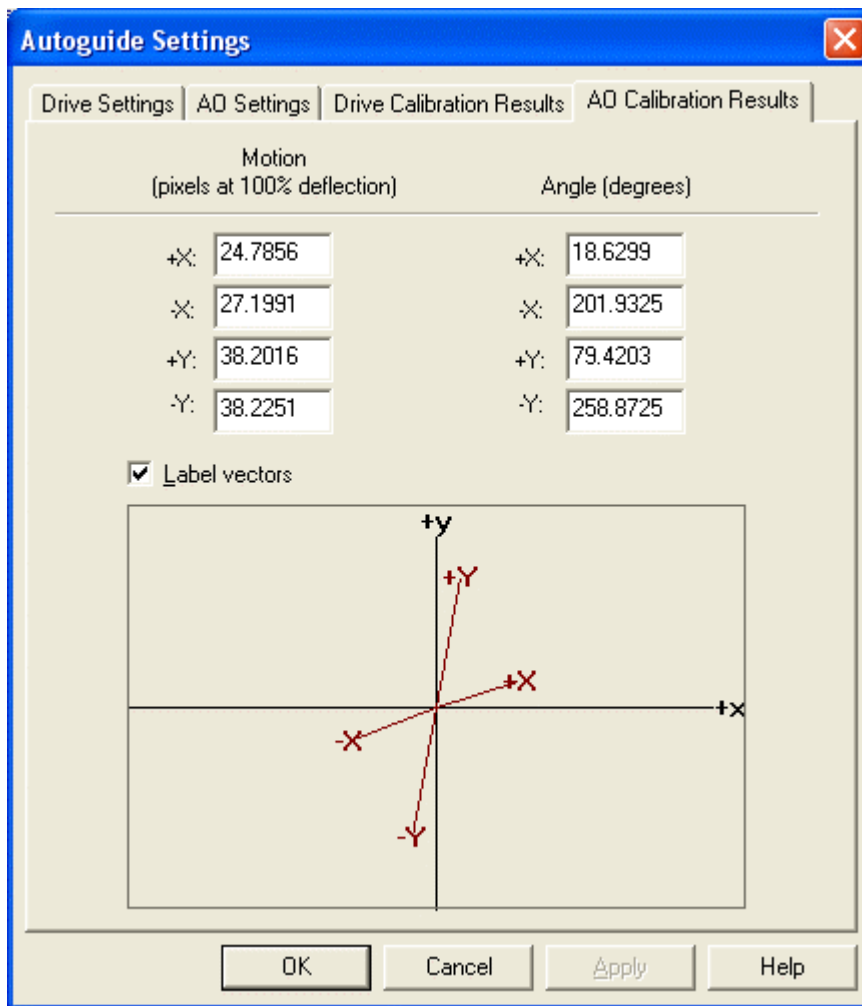 Autoguide Settings
Drive Settings AO Settings Drive Calibration Results AO Calibration Results
Motion
(pixels at 100% deflection) Angle (degrees)
+X: 24.7856 +X: 18.6299
-X: 27.1991 -X: 201.9325
+Y: 38.2016 +Y: 79.4203
-Y: 38.2251 -Y: 258.8725
Label vectors
+y
+Y
+X
+x
-X
-Y
OK Cancel Apply Help